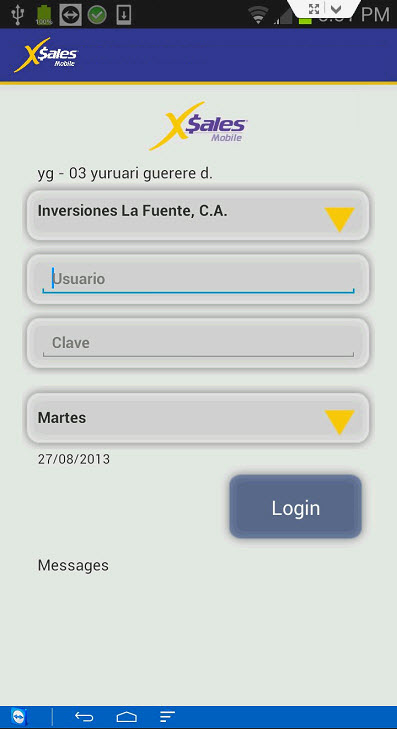 100%
PM
X$ales
Mobile
X$ales
Mobile
yg - 03 yuruari guerere d.
Inversiones La Fuente, C.A.
Usuario
Clave
Martes
27/08/2013
Login
Messages